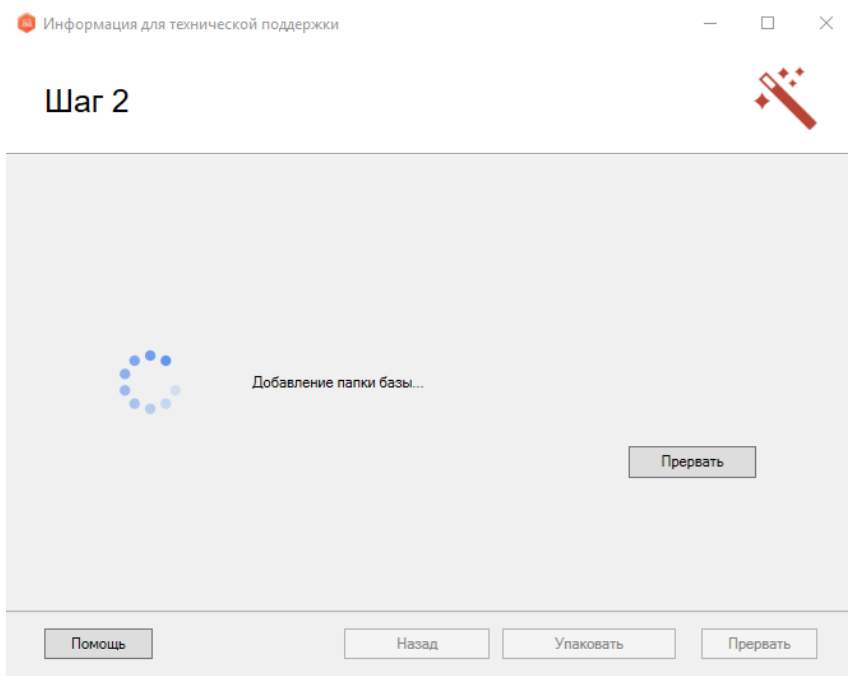 Информация для технической поддержки
Шаг 2
Добавление папки базы...
Прервать
Помощь
Назад
Упаковать
Прервать